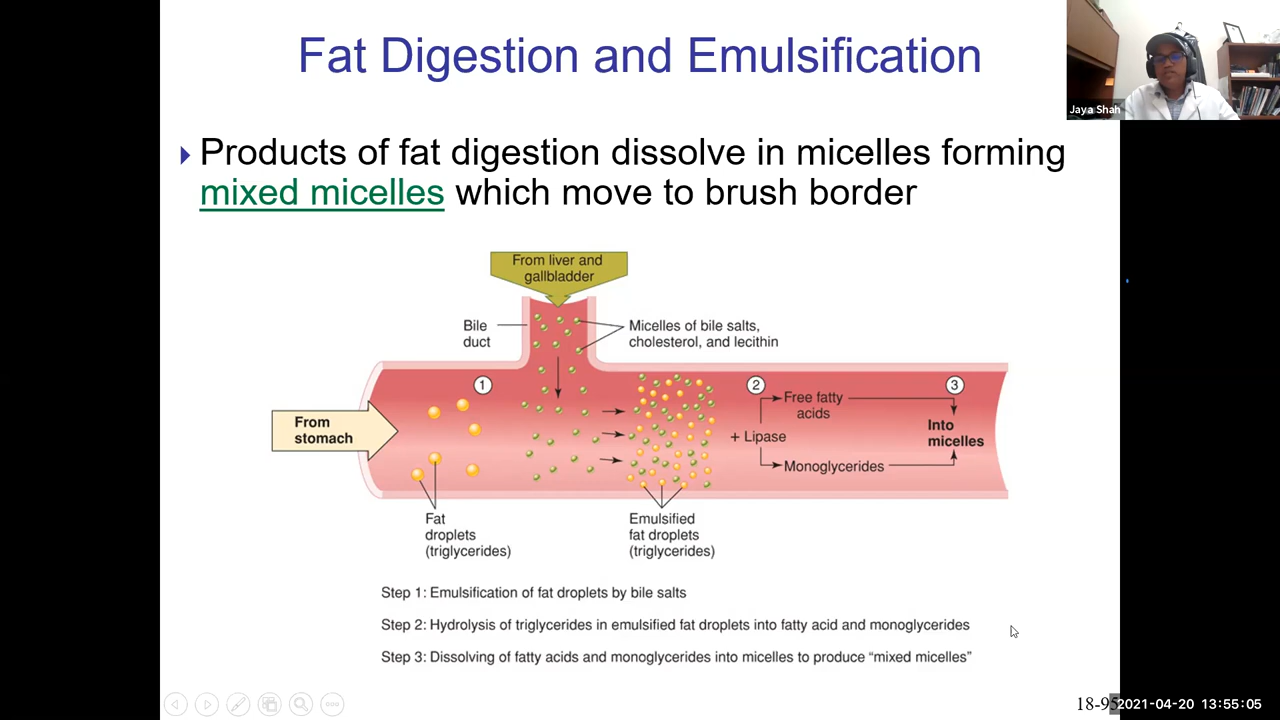 Fat Digestion and Emulsification
Jaya Shah
Products of fat digestion dissolve in micelles forming
mixed micelles which move to brush border
From liver and
gallbladder
Bile
duct
Micelles of bile salts,
cholesterol, and lecithin
1
2
3
From
stomach
Free fatty
acids
+ Lipase
Monoglycerides
Into
micelles
Fat
droplets
(triglycerides)
Emulsified
fat droplets
(triglycerides)
Step 1: Emulsification of fat droplets by bile salts
Step 2: Hydrolysis of triglycerides in emulsified fat droplets into fatty acid and monoglycerides
Step 3: Dissolving of fatty acids and monoglycerides into micelles to produce “mixed micelles”
18-95
2021-04-20 13:55:05